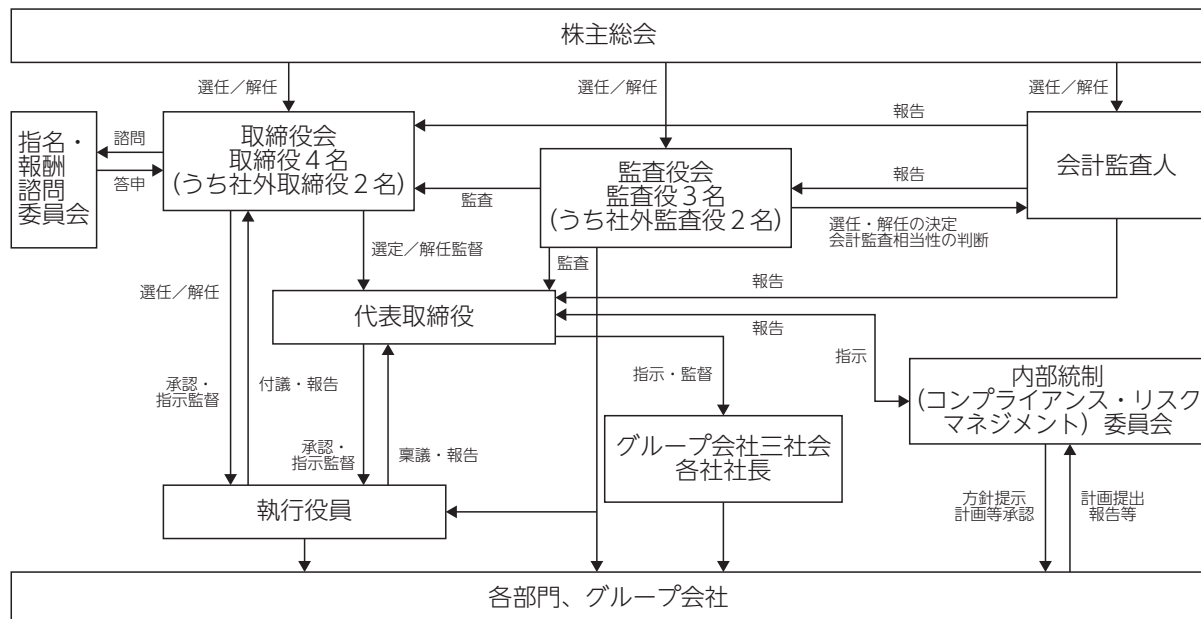 株主総会
選任／解任
選任／解任
選任／解任
指名・
報酬
諮問
委員会
諮問
答申
取締役会
取締役４名
(うち社外取締役２名)
報告
会計監査人
監査役会
監査役３名
(うち社外監査役２名)
監査
報告
選任・解任の決定
会計監査相当性の判断
選定／解任監督
監査
選任／解任
報告
代表取締役
報告
指示
承認・
指示監督
付議・報告
指示・監督
内部統制
(コンプライアンス・リスク
マネジメント) 委員会
承認・
指示監督
稟議・報告
グループ会社三社会
各社社長
執行役員
方針提示
計画等承認
計画提出
報告等
各部門、グループ会社